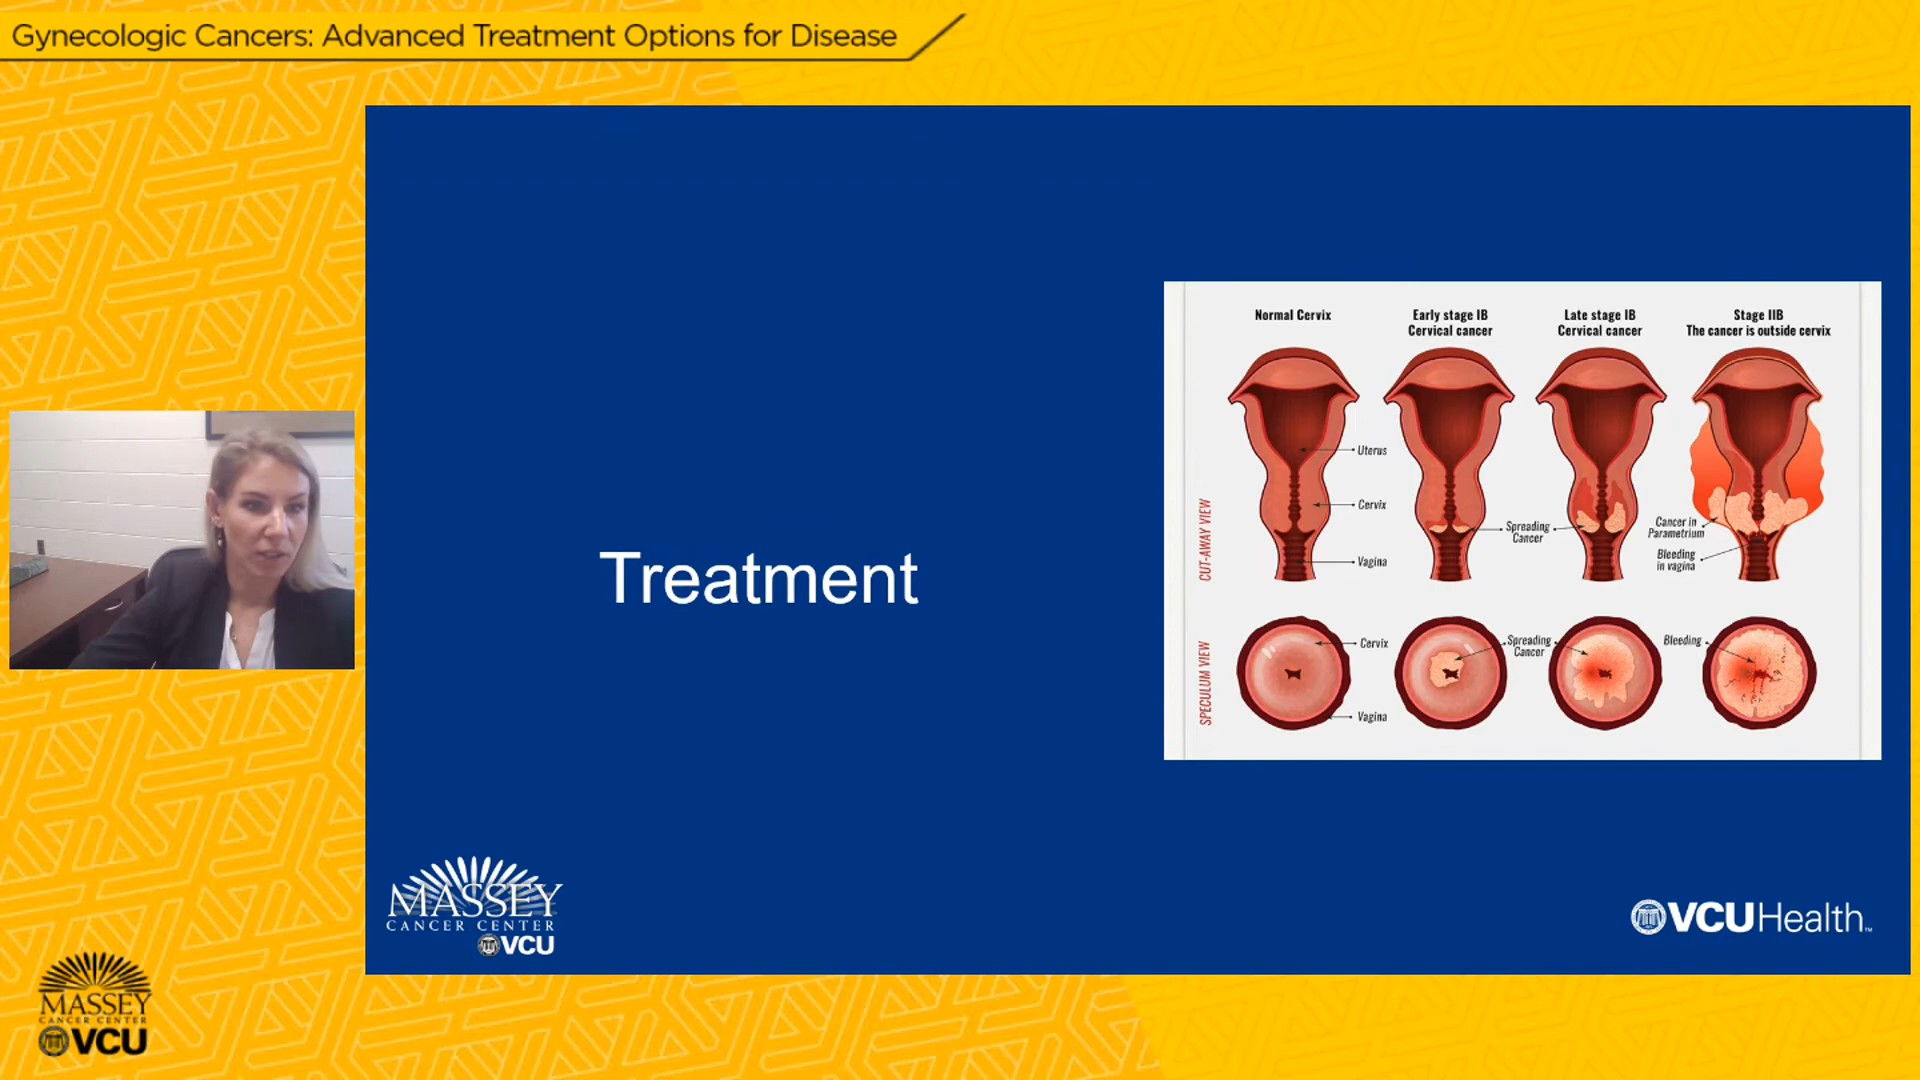 Gynecologic Cancers: Advanced Treatment Options for Disease
Treatment
Normal Cervix
Early stage IB
Cervical cancer
Late stage IB
Cervical cancer
Stage IIB
The cancer is outside cervix
CUT-AWAY VIEW
Uterus
Cervix
Vagina
Spreading
Cancer
Cancer in
Parametrium
Bleeding
in vagina
SPECULUM VIEW
Cervix
Vagina
Spreading
Cancer
Bleeding
MASSEY
CANCER CENTER
VCU
VCUHealth™
MASSEY
CANCER CENTER
VCU